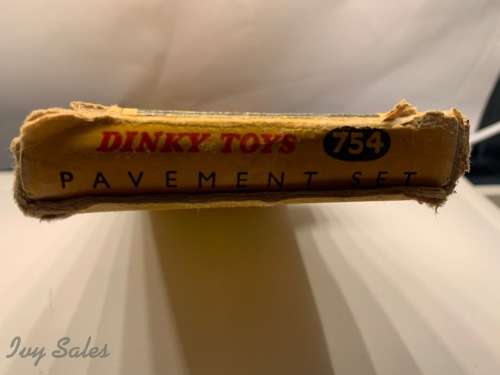 DINKY TOYS 754
PAVEMENT SET
Ivy Sales